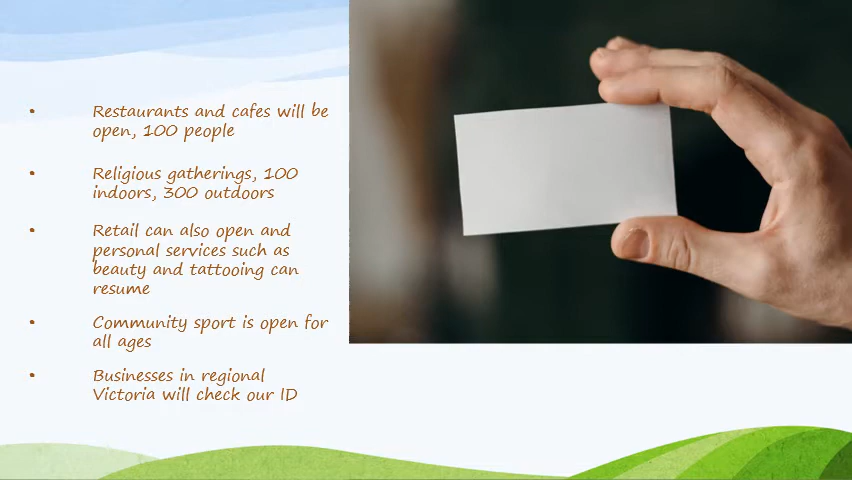 • Restaurants and cafes will be
open, 100 people
• Religious gatherings, 100
indoors, 300 outdoors
• Retail can also open and
personal services such as
beauty and tattooing can
resume
• Community sport is open for
all ages
• Businesses in regional
Victoria will check our ID